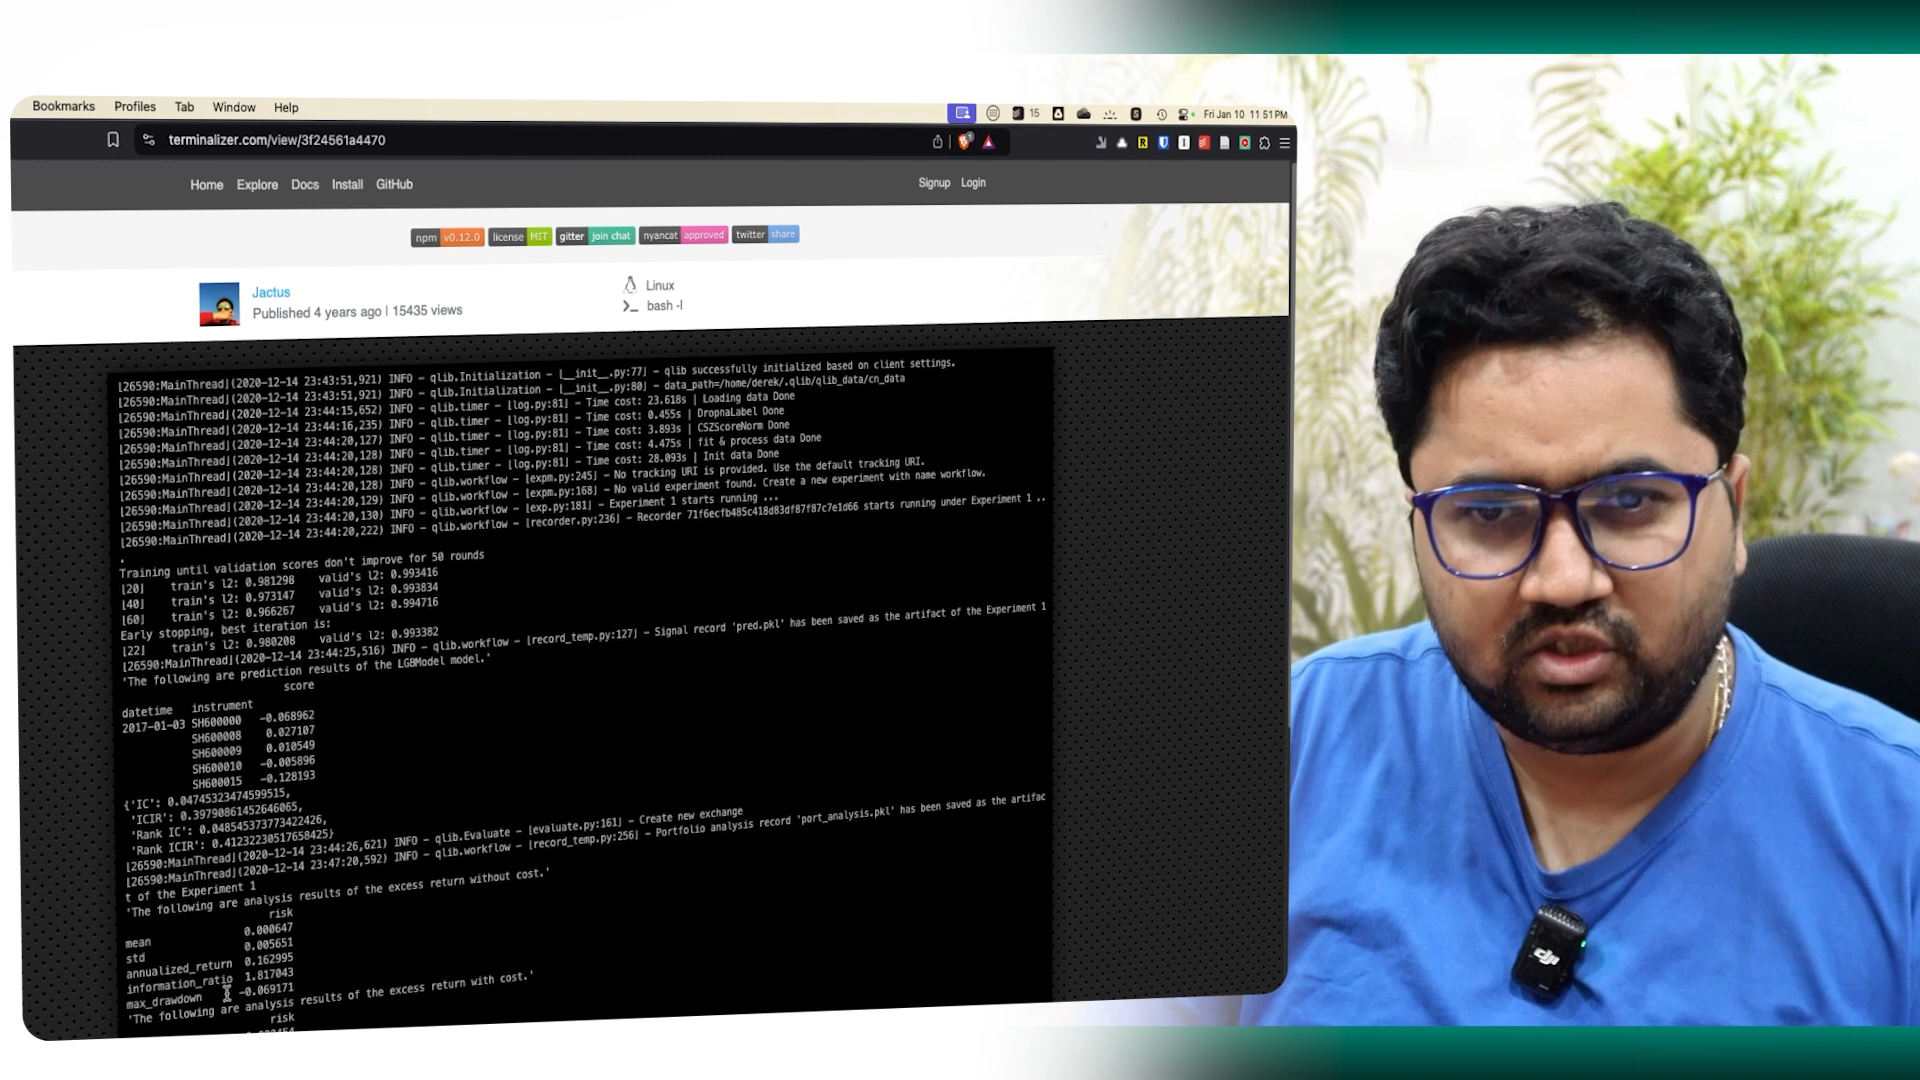 Bookmarks Profiles Tab Window Help 15 S Fri Jan 10 11 51 PM
terminalizer.com/view/3f24561a4470
Home Explore Docs Install GitHub Signup Login
npm v0.12.0 license MIT gitter join chat nyancat approved twitter share
Jactus
Published 4 years ago | 15435 views
Linux
bash -l
[26590:MainThread](2020-12-14 23:43:51,921) INFO - qlib.Initialization - [__init__.py:77] - qlib successfully initialized based on client settings.
[26590:MainThread](2020-12-14 23:43:51,921) INFO - qlib.Initialization - [__init__.py:80] - data_path=/home/derek/.qlib/qlib_data/cn_data
[26590:MainThread](2020-12-14 23:44:15,652) INFO - qlib.timer - [log.py:81] - Time cost: 23.618s | Loading data Done
[26590:MainThread](2020-12-14 23:44:16,235) INFO - qlib.timer - [log.py:81] - Time cost: 0.455s | DropnaLabel Done
[26590:MainThread](2020-12-14 23:44:20,127) INFO - qlib.timer - [log.py:81] - Time cost: 3.893s | CSZScoreNorm Done
[26590:MainThread](2020-12-14 23:44:20,128) INFO - qlib.timer - [log.py:81] - Time cost: 4.475s | fit & process data Done
[26590:MainThread](2020-12-14 23:44:20,128) INFO - qlib.timer - [log.py:81] - Time cost: 28.093s | Init data Done
[26590:MainThread](2020-12-14 23:44:20,128) INFO - qlib.workflow - [expm.py:245] - No tracking URI is provided. Use the default tracking URI.
[26590:MainThread](2020-12-14 23:44:20,129) INFO - qlib.workflow - [expm.py:168] - No valid experiment found. Create a new experiment with name workflow.
[26590:MainThread](2020-12-14 23:44:20,130) INFO - qlib.workflow - [exp.py:181] - Experiment 1 starts running ...
[26590:MainThread](2020-12-14 23:44:20,222) INFO - qlib.workflow - [recorder.py:236] - Recorder 71f6ecfb485c418d83df87f87c7e1d66 starts running under Experiment 1 ..
.
Training until validation scores don't improve for 50 rounds
[20] train's l2: 0.981298 valid's l2: 0.993416
[40] train's l2: 0.973147 valid's l2: 0.993834
[60] train's l2: 0.966267 valid's l2: 0.994716
Early stopping, best iteration is:
[22] train's l2: 0.980208 valid's l2: 0.993382
[26590:MainThread](2020-12-14 23:44:25,516) INFO - qlib.workflow - [record_temp.py:127] - Signal record 'pred.pkl' has been saved as the artifact of the Experiment 1
'The following are prediction results of the LGBModel model.'
score
datetime instrument
2017-01-03 SH600000 -0.068962
SH600008 0.027107
SH600009 0.010549
SH600010 -0.005896
SH600015 -0.128193
{'IC': 0.04745323474599515,
'ICIR': 0.39790861452646065,
'Rank IC': 0.048545373773422426,
'Rank ICIR': 0.41232230517658425}
[26590:MainThread](2020-12-14 23:44:26,621) INFO - qlib.Evaluate - [evaluate.py:161] - Create new exchange
[26590:MainThread](2020-12-14 23:47:20,592) INFO - qlib.workflow - [record_temp.py:256] - Portfolio analysis record 'port_analysis.pkl' has been saved as the artifac
t of the Experiment 1
'The following are analysis results of the excess return without cost.'
risk
mean 0.000647
std 0.005651
annualized_return 0.162995
information_ratio 1.817043
max_drawdown -0.069171
'The following are analysis results of the excess return with cost.'
risk
dji